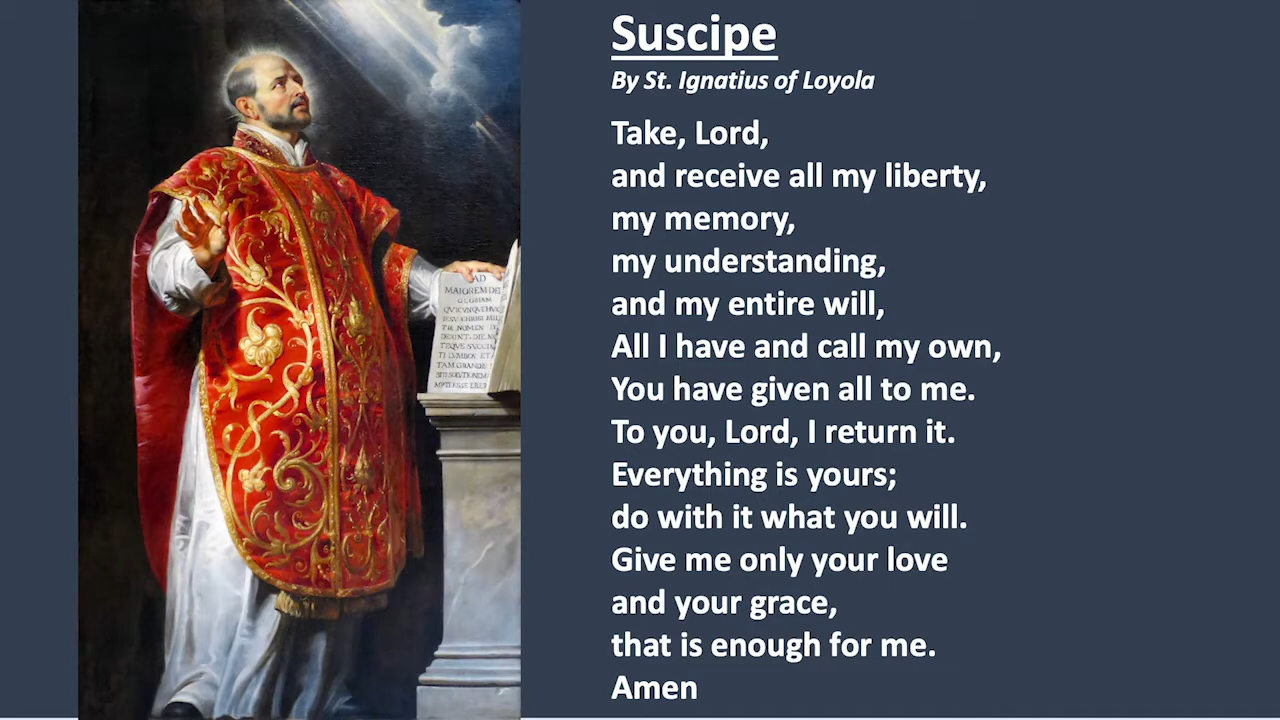 Suscipe
By St. Ignatius of Loyola
Take, Lord,
and receive all my liberty,
my memory,
my understanding,
and my entire will,
All I have and call my own,
You have given all to me.
To you, Lord, I return it.
Everything is yours;
do with it what you will.
Give me only your love
and your grace,
that is enough for me.
Amen
AD
MAIOREM DEI
GLORIAM